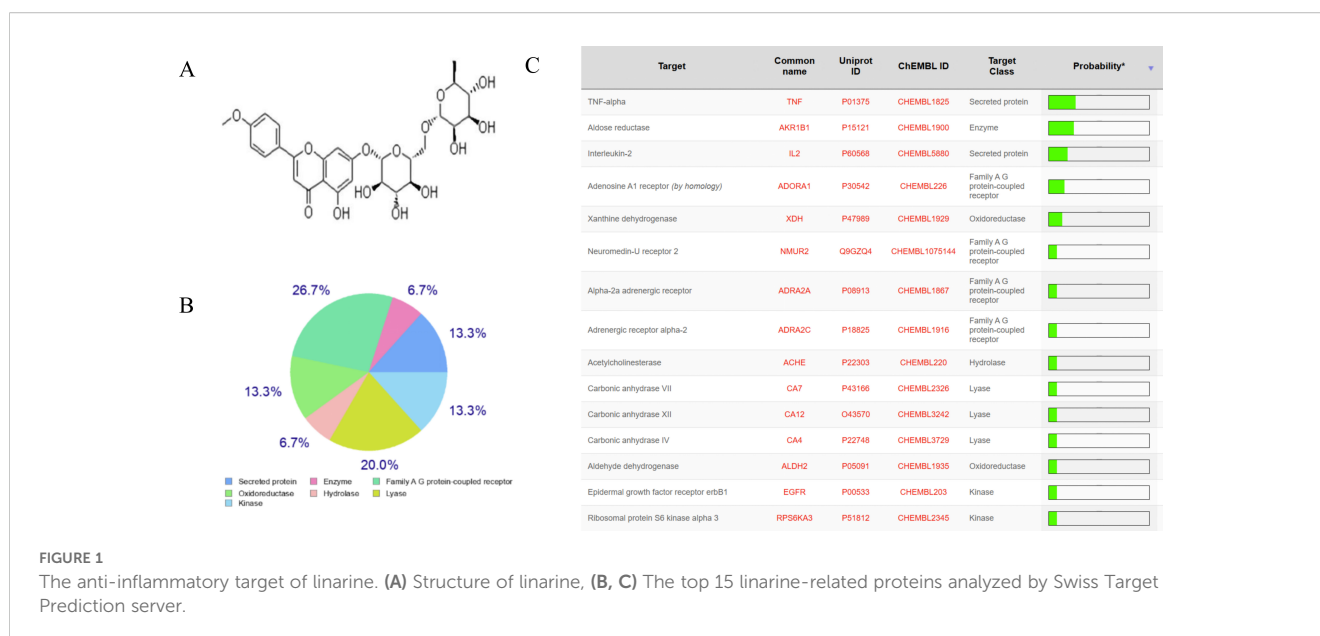 A
O
O
O
OH
O
O
HO
OH
OH
O
O
OH
OH
OH
B
26.7%
6.7%
13.3%
13.3%
20.0%
6.7%
13.3%
Secreted protein Enzyme Family A G protein-coupled receptor
Oxidoreductase Hydrolase Lyase
Kinase
C
Target Common name Uniprot ID ChEMBL ID Target Class Probability*
TNF-alpha TNF P01375 CHEMBL1825 Secreted protein
Aldose reductase AKR1B1 P15121 CHEMBL1900 Enzyme
Interleukin-2 IL2 P60568 CHEMBL5880 Secreted protein
Adenosine A1 receptor (by homology) ADORA1 P30542 CHEMBL226 Family A G protein-coupled receptor
Xanthine dehydrogenase XDH P47989 CHEMBL1929 Oxidoreductase
Neuromedin-U receptor 2 NMUR2 Q9GZQ4 CHEMBL1075144 Family A G protein-coupled receptor
Alpha-2a adrenergic receptor ADRA2A P08913 CHEMBL1867 Family A G protein-coupled receptor
Adrenergic receptor alpha-2 ADRA2C P18825 CHEMBL1916 Family A G protein-coupled receptor
Acetylcholinesterase ACHE P22303 CHEMBL220 Hydrolase
Carbonic anhydrase VII CA7 P43166 CHEMBL2326 Lyase
Carbonic anhydrase XII CA12 O43570 CHEMBL3242 Lyase
Carbonic anhydrase IV CA4 P22748 CHEMBL3729 Lyase
Aldehyde dehydrogenase ALDH2 P05091 CHEMBL1935 Oxidoreductase
Epidermal growth factor receptor erbB1 EGFR P00533 CHEMBL203 Kinase
Ribosomal protein S6 kinase alpha 3 RPS6KA3 P51812 CHEMBL2345 Kinase
FIGURE 1
The anti-inflammatory target of linarine. (A) Structure of linarine, (B, C) The top 15 linarine-related proteins analyzed by Swiss Target
Prediction server.